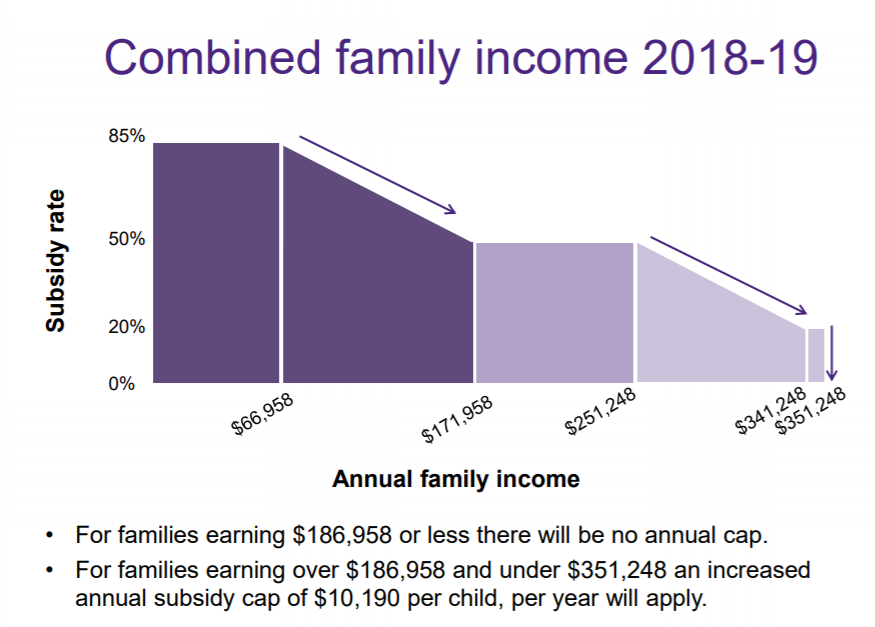 Combined family income 2018-19
85%
50%
20%
0%
Subsidy rate
$66,958
$171,958
$251,248
$341,248
$351,248
Annual family income
• For families earning $186,958 or less there will be no annual cap.
• For families earning over $186,958 and under $351,248 an increased
annual subsidy cap of $10,190 per child, per year will apply.